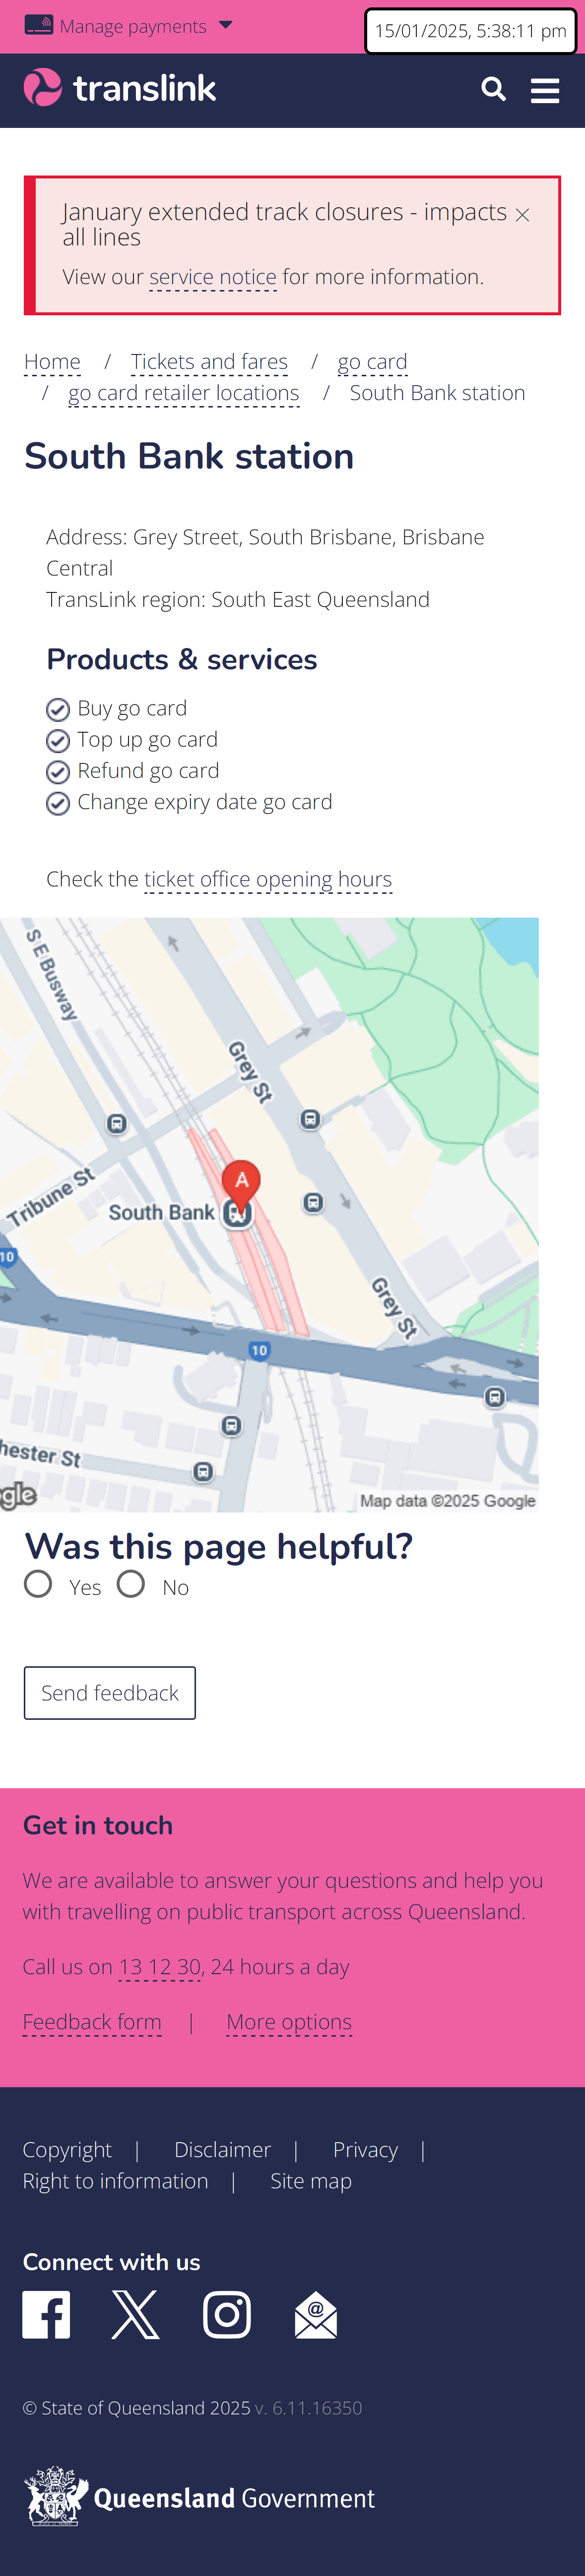 Manage payments
15/01/2025, 5:38:11 pm
translink
January extended track closures - impacts
all lines
View our service notice for more information.
Home / Tickets and fares / go card
/ go card retailer locations / South Bank station
South Bank station
Address: Grey Street, South Brisbane, Brisbane
Central
TransLink region: South East Queensland
Products & services
Buy go card
Top up go card
Refund go card
Change expiry date go card
Check the ticket office opening hours
S E Busway
Grey St
Tribune St
A
South Bank
10
Grey St
10
hester St
gle
Map data ©2025 Google
Was this page helpful?
Yes No
Send feedback
Get in touch
We are available to answer your questions and help you
with travelling on public transport across Queensland.
Call us on 13 12 30, 24 hours a day
Feedback form | More options
Copyright | Disclaimer | Privacy |
Right to information | Site map
Connect with us
© State of Queensland 2025 v. 6.11.16350
Queensland Government